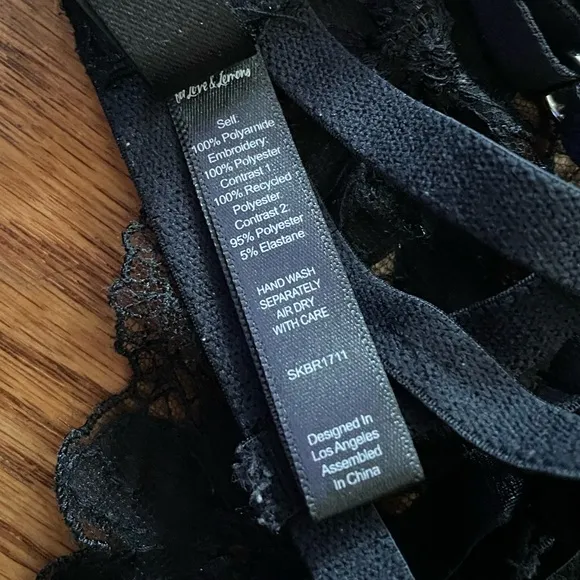 For Love & Lemons
Self:
100% Polyamide
Embroidery:
100% Polyester
Contrast 1:
100% Recycled
Polyester
Contrast 2:
95% Polyester
5% Elastane
HAND WASH
SEPARATELY
AIR DRY
WITH CARE
SKBR1711
Designed In
Los Angeles
Assembled
In China